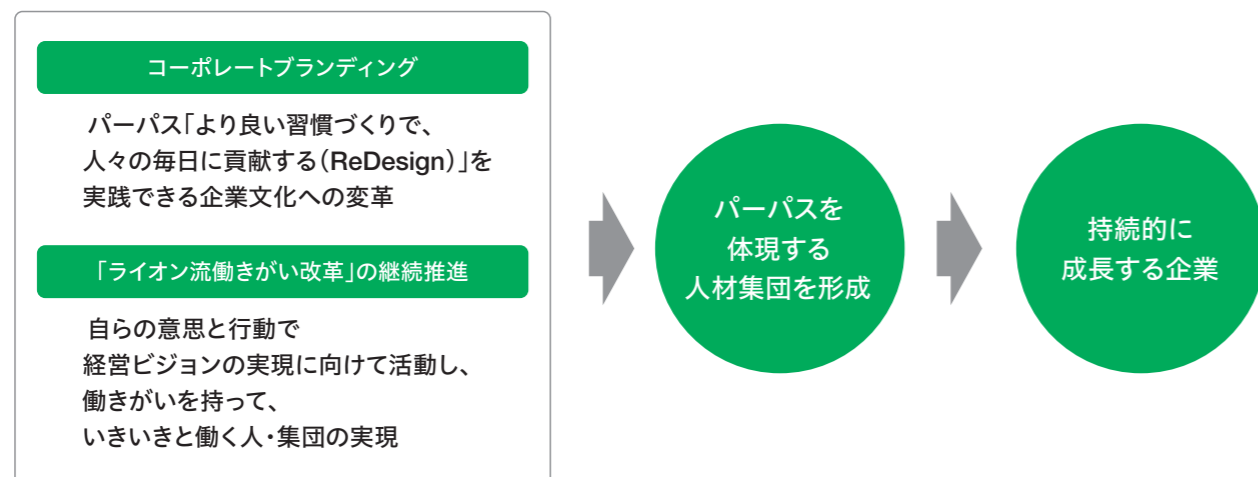 コーポレートブランディング
パーパス「より良い習慣づくりで、
人々の毎日に貢献する（ReDesign）」を
実践できる企業文化への変革
「ライオン流働きがい改革」の継続推進
自らの意思と行動で
経営ビジョンの実現に向けて活動し、
働きがいを持って、
いきいきと働く人・集団の実現
パーパスを
体現する
人材集団を形成
持続的に
成長する企業